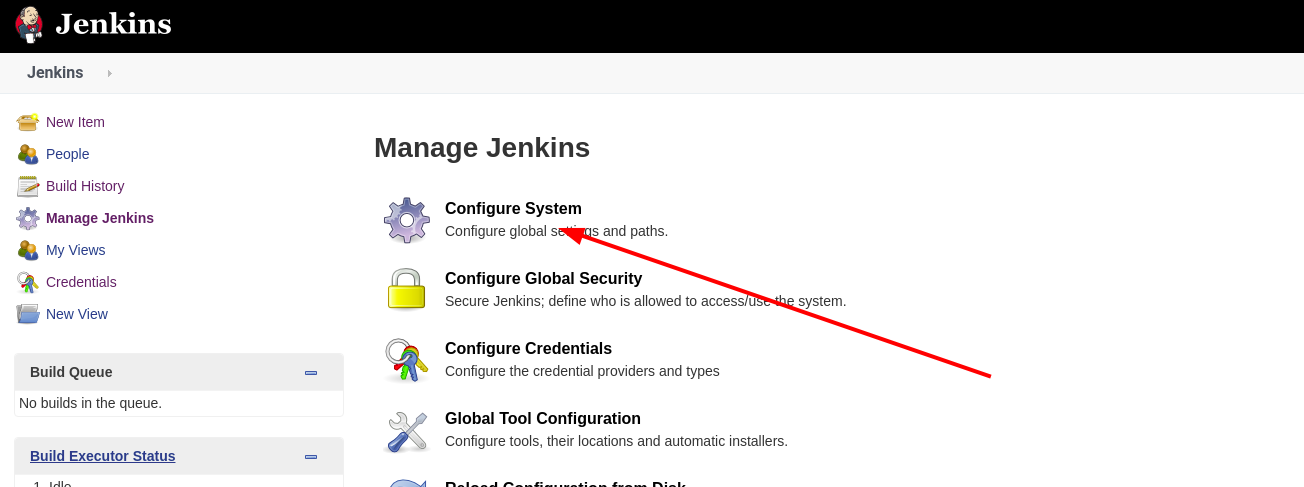 Jenkins
Jenkins
New Item
People
Build History
Manage Jenkins
My Views
Credentials
New View
Build Queue
No builds in the queue.
Build Executor Status
1 Idle
Manage Jenkins
Configure System
Configure global settings and paths.
Configure Global Security
Secure Jenkins; define who is allowed to access/use the system.
Configure Credentials
Configure the credential providers and types
Global Tool Configuration
Configure tools, their locations and automatic installers.
Reload Configuration from Disk